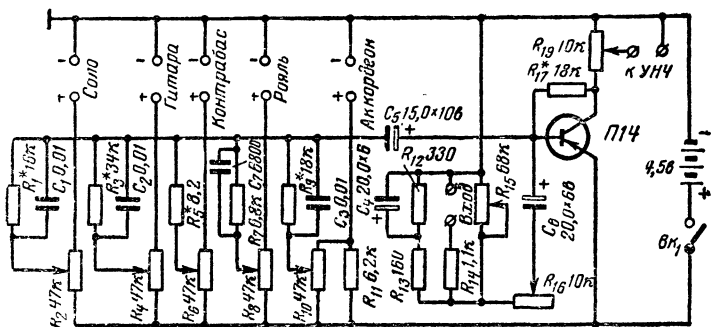 Соло
Гитара
Контрабас
Рояль
Аккордеон
R₁* 16к
C₁ 0,01
R₃* 34к
C₂ 0,01
R₅* 8,2
C₇ 6800
R₇ 6,8к
R₉* 18к
C₃ 0,01
C₅ 15,0×10в
C₄ 20,0×6
R₁₂ 330
Вход
R₁₅ 68к
R₁₇* 18к
R₁₉ 10к
к УНЧ
П14
4,5в
Вк₁
C₈
20,0×6в
R₂ 47к
R₄ 47к
R₆ 47к
R₈ 47к
R₁₀ 47к
R₁₁ 6,2к
R₁₃ 160
R₁₄ 1,1к
R₁₆ 10к